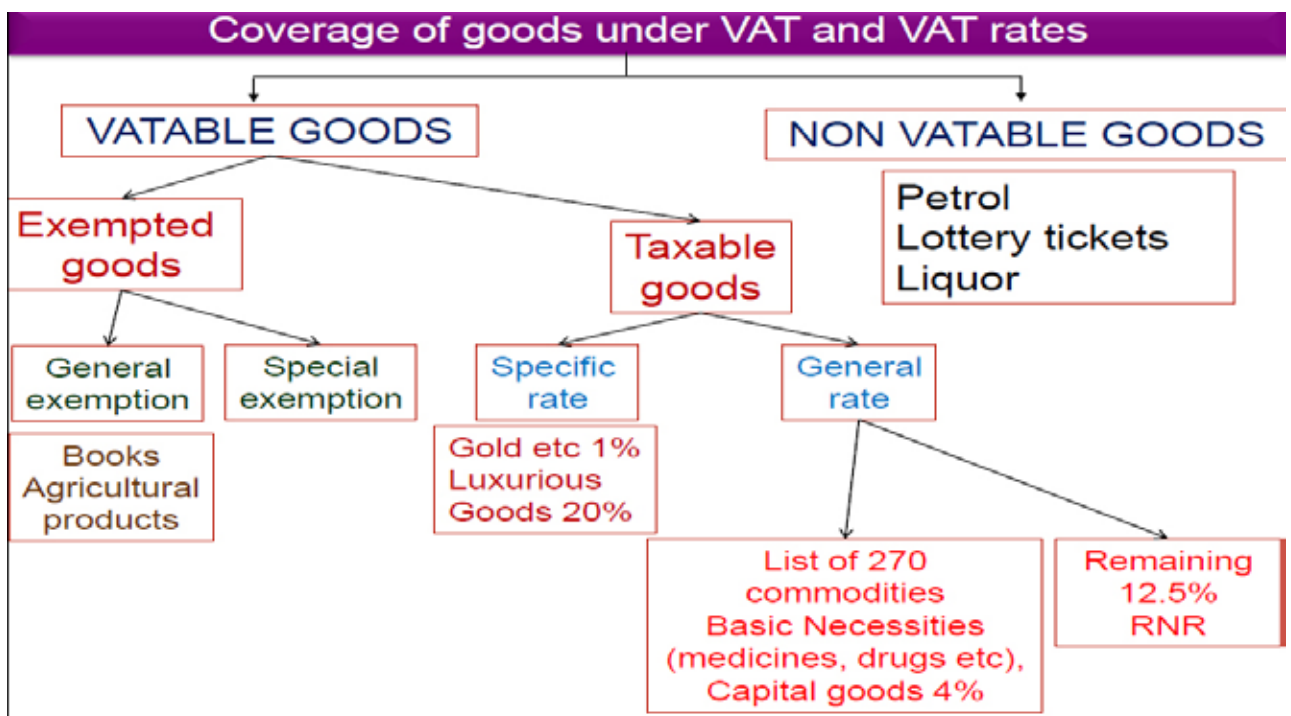 Coverage of goods under VAT and VAT rates
VATABLE GOODS
NON VATABLE GOODS
Petrol
Lottery tickets
Liquor
Exempted
goods
Taxable
goods
General
exemption
Special
exemption
Specific
rate
General
rate
Books
Agricultural
products
Gold etc 1%
Luxurious
Goods 20%
List of 270
commodities
Basic Necessities
(medicines, drugs etc),
Capital goods 4%
Remaining
12.5%
RNR